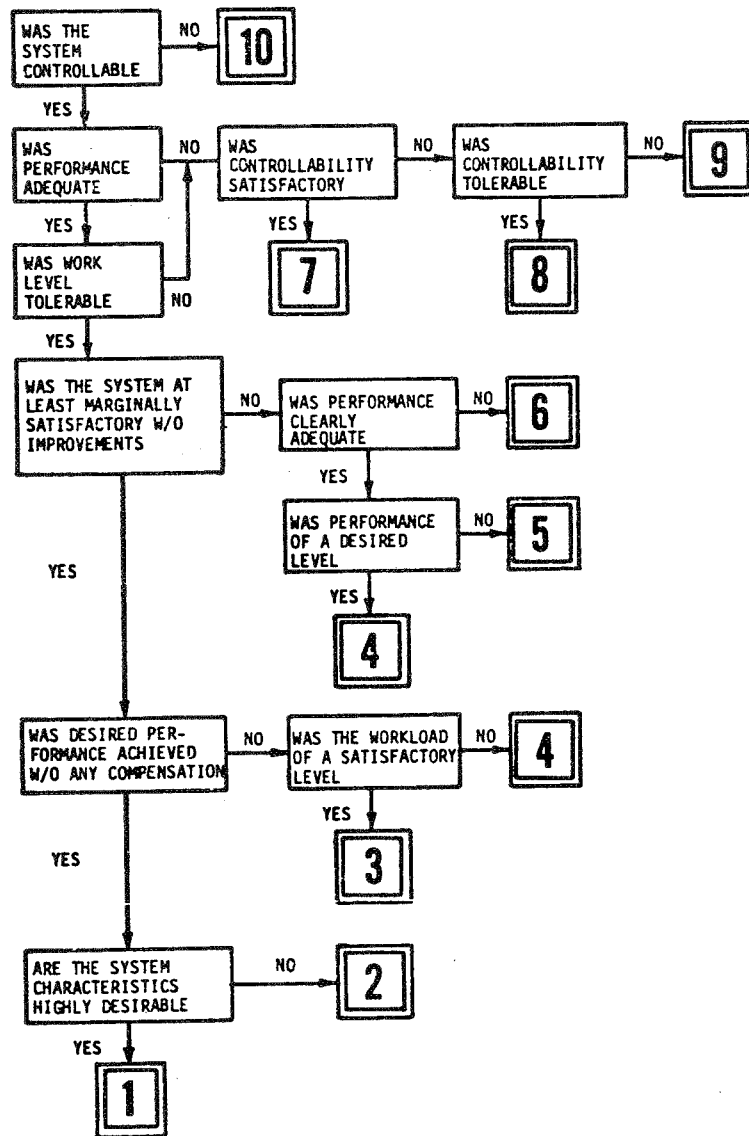 WAS THE
SYSTEM
CONTROLLABLE
NO
10
YES
WAS
PERFORMANCE
ADEQUATE
NO
WAS
CONTROLLABILITY
SATISFACTORY
NO
WAS
CONTROLLABILITY
TOLERABLE
NO
9
YES
YES
YES
WAS WORK
LEVEL
TOLERABLE
NO
7
8
YES
WAS THE SYSTEM AT
LEAST MARGINALLY
SATISFACTORY W/O
IMPROVEMENTS
NO
WAS PERFORMANCE
CLEARLY
ADEQUATE
NO
6
YES
WAS PERFORMANCE
OF A DESIRED
LEVEL
NO
5
YES
YES
4
WAS DESIRED PER-
FORMANCE ACHIEVED
W/O ANY COMPENSATION
NO
WAS THE WORKLOAD
OF A SATISFACTORY
LEVEL
NO
4
YES
YES
3
ARE THE SYSTEM
CHARACTERISTICS
HIGHLY DESIRABLE
NO
2
YES
1